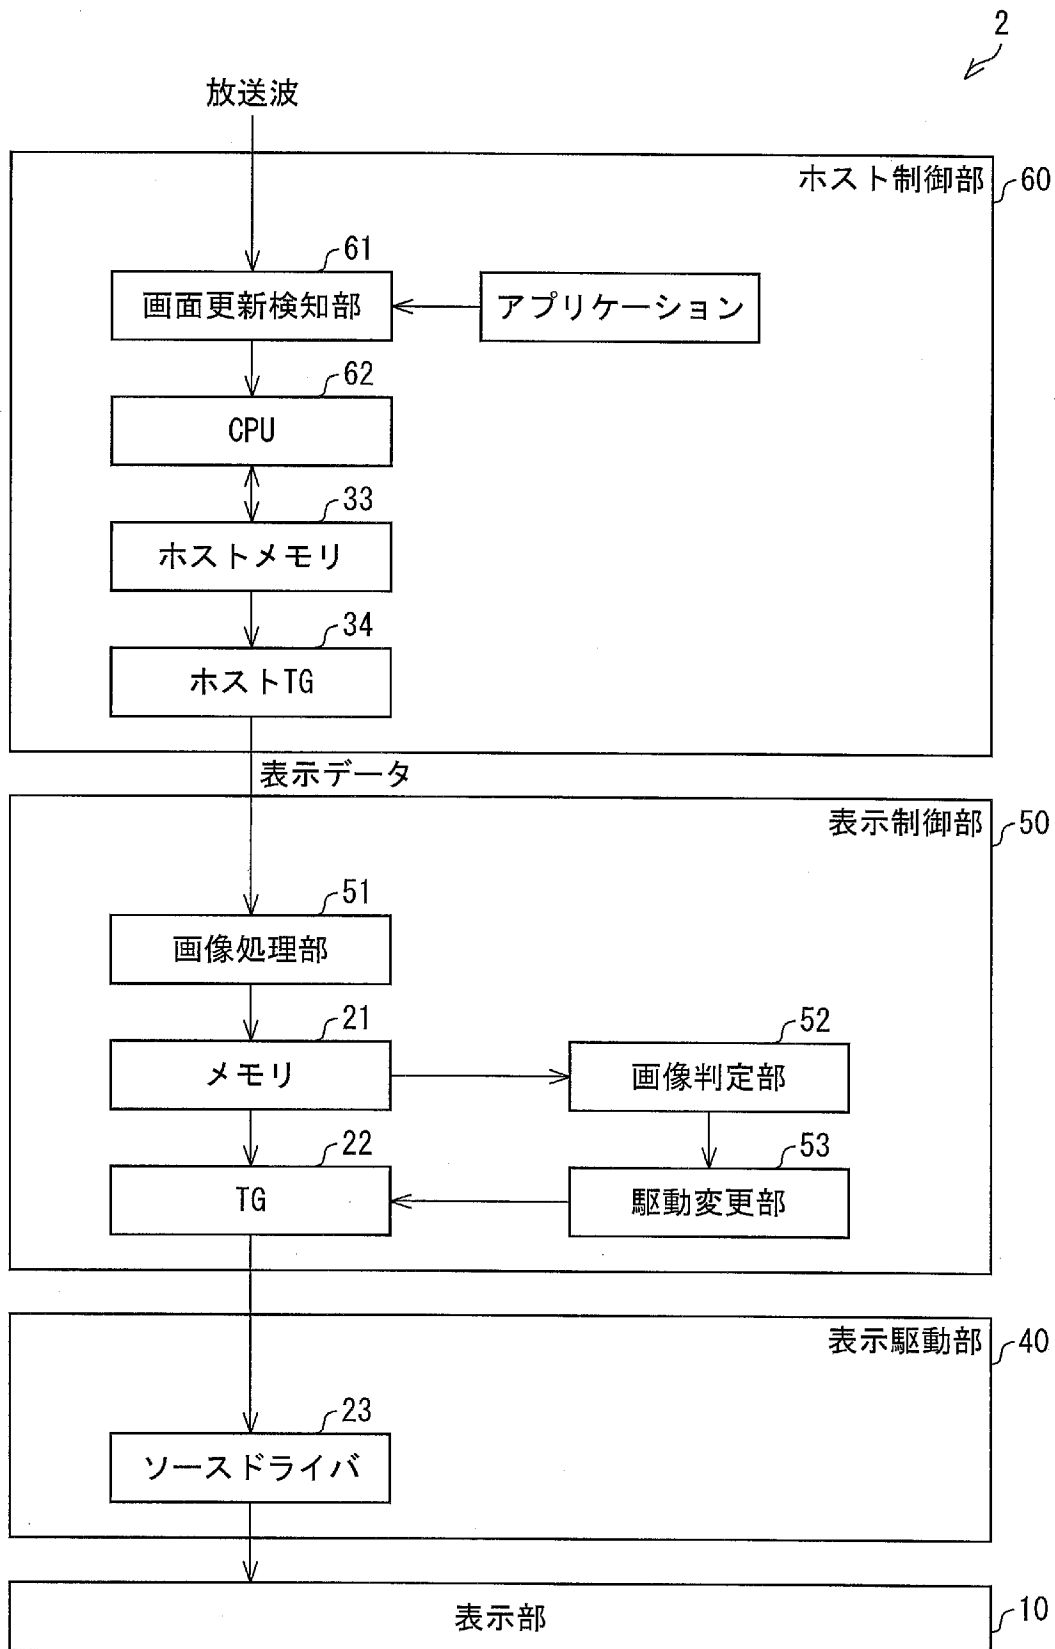 2
放送波
ホスト制御部
60
61
画面更新検知部
アプリケーション
62
CPU
33
ホストメモリ
34
ホストTG
表示データ
表示制御部
50
51
画像処理部
21
メモリ
52
画像判定部
22
TG
53
駆動変更部
表示駆動部
40
23
ソースドライバ
表示部
10